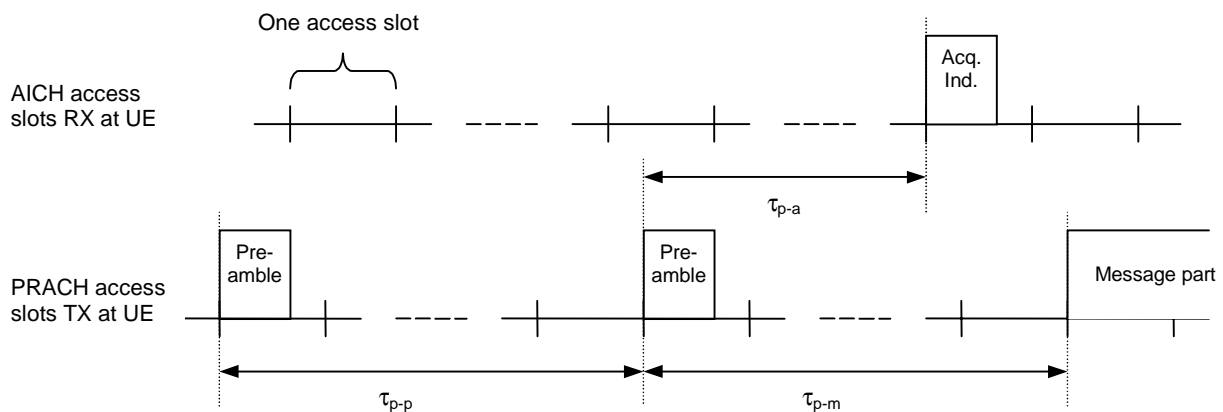 One access slot
Acq.
Ind.
AICH access
slots RX at UE
τp-a
Pre-
amble
Pre-
amble
Message part
PRACH access
slots TX at UE
τp-p
τp-m